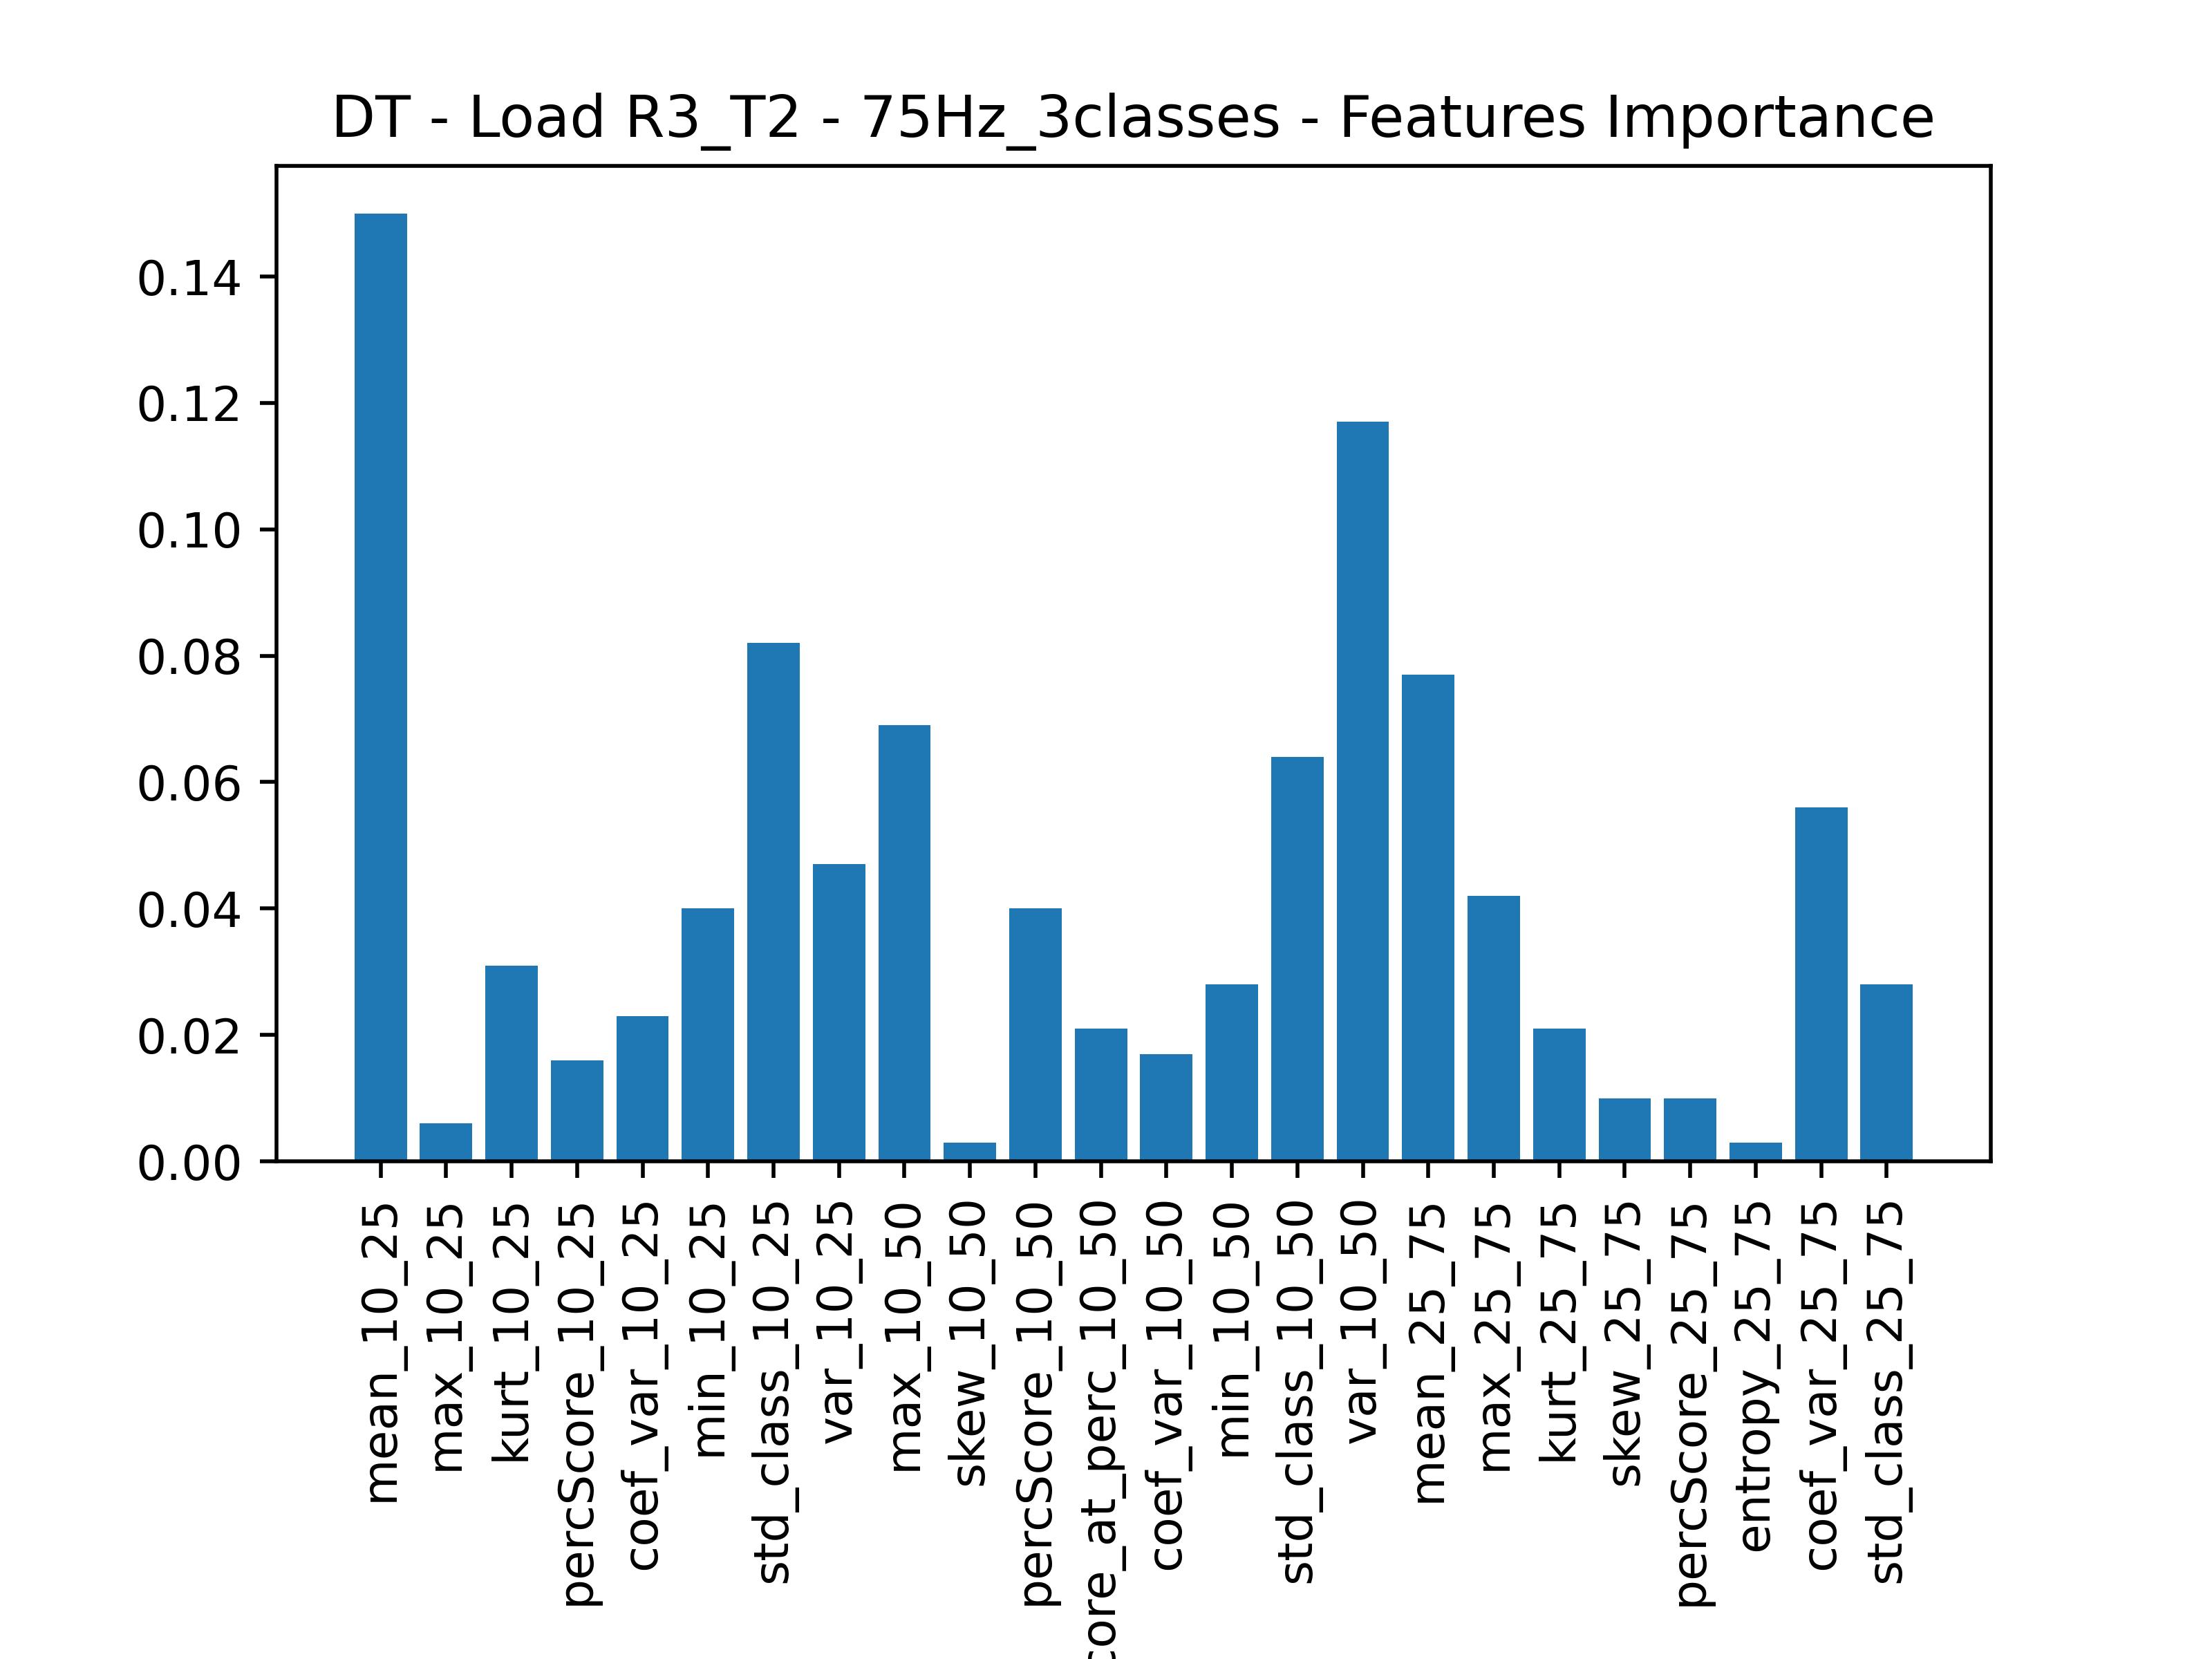 DT - Load R3_T2 - 75Hz_3classes - Features Importance
0.14
0.12
0.10
0.08
0.06
0.04
0.02
0.00
mean_10_25
max_10_25
kurt_10_25
percScore_10_25
coef_var_10_25
min_10_25
std_class_10_25
var_10_25
max_10_50
skew_10_50
percScore_10_50
core_at_perc_10_50
coef_var_10_50
min_10_50
std_class_10_50
var_10_50
mean_25_75
max_25_75
kurt_25_75
skew_25_75
percScore_25_75
entropy_25_75
coef_var_25_75
std_class_25_75